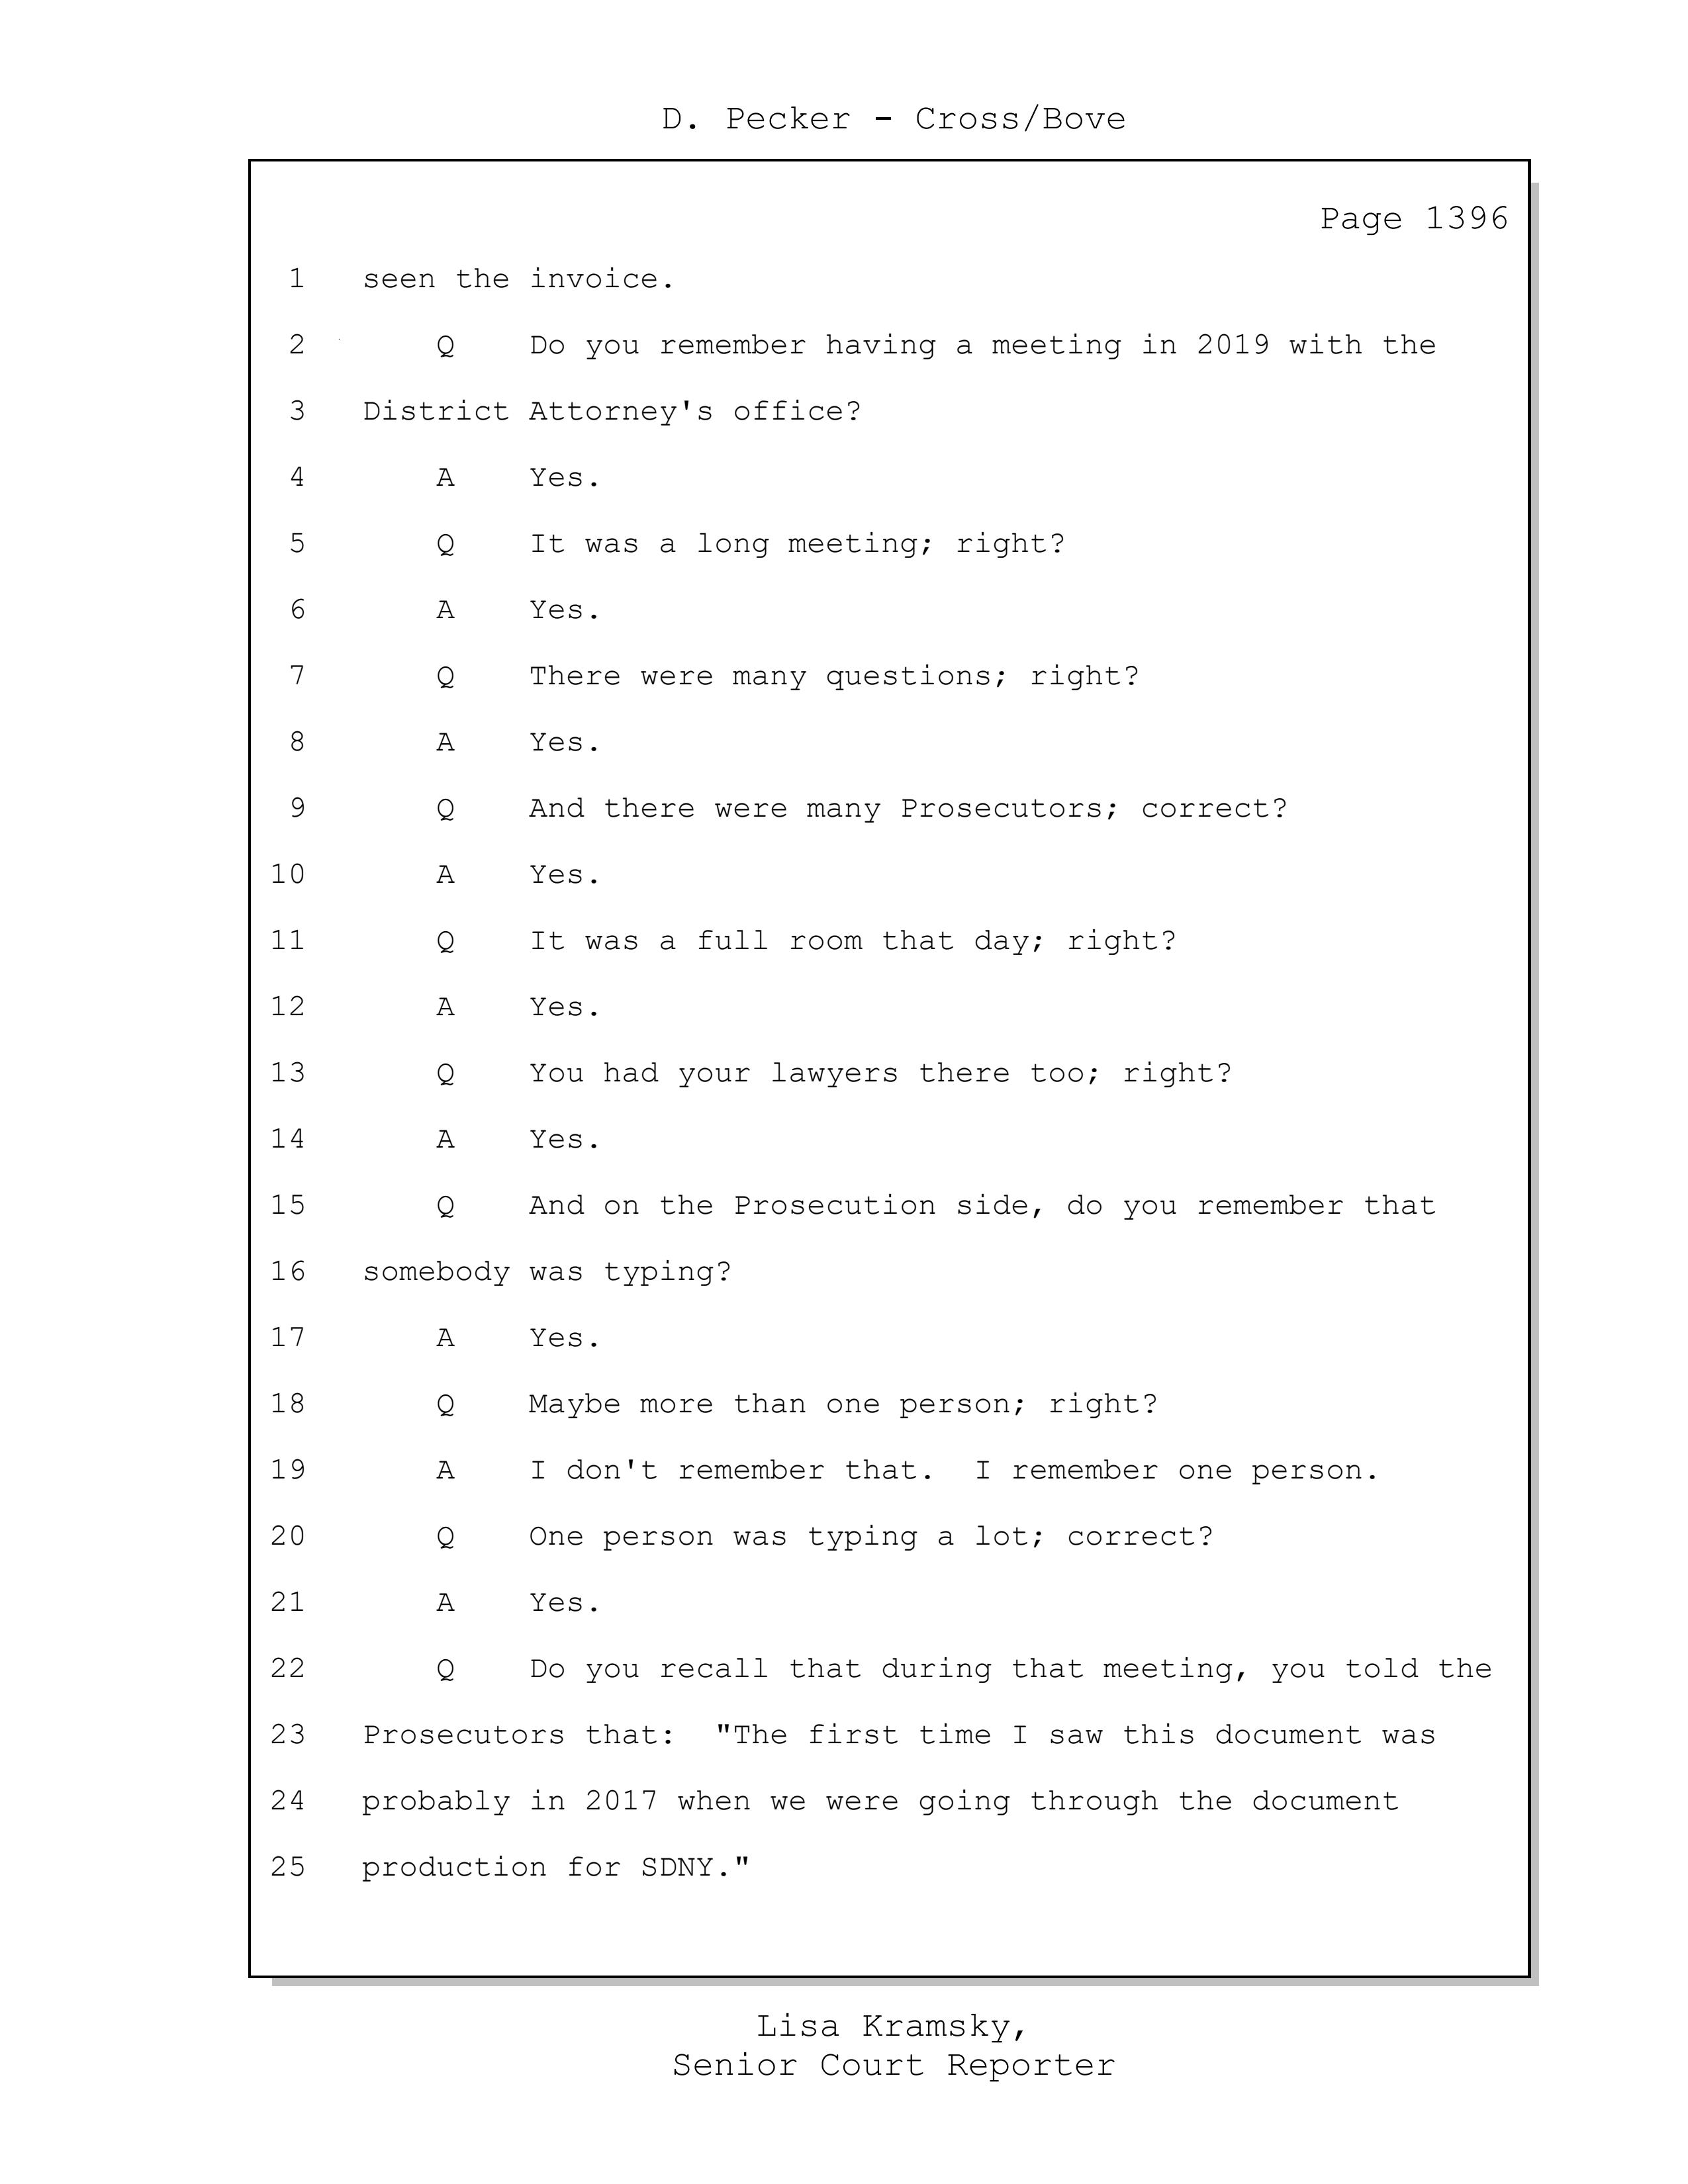 D. Pecker - Cross/Bove
Page 1396
1 seen the invoice.
2 Q Do you remember having a meeting in 2019 with the
3 District Attorney's office?
4 A Yes.
5 Q It was a long meeting; right?
6 A Yes.
7 Q There were many questions; right?
8 A Yes.
9 Q And there were many Prosecutors; correct?
10 A Yes.
11 Q It was a full room that day; right?
12 A Yes.
13 Q You had your lawyers there too; right?
14 A Yes.
15 Q And on the Prosecution side, do you remember that
16 somebody was typing?
17 A Yes.
18 Q Maybe more than one person; right?
19 A I don't remember that. I remember one person.
20 Q One person was typing a lot; correct?
21 A Yes.
22 Q Do you recall that during that meeting, you told the
23 Prosecutors that: "The first time I saw this document was
24 probably in 2017 when we were going through the document
25 production for SDNY."
Lisa Kramsky,
Senior Court Reporter